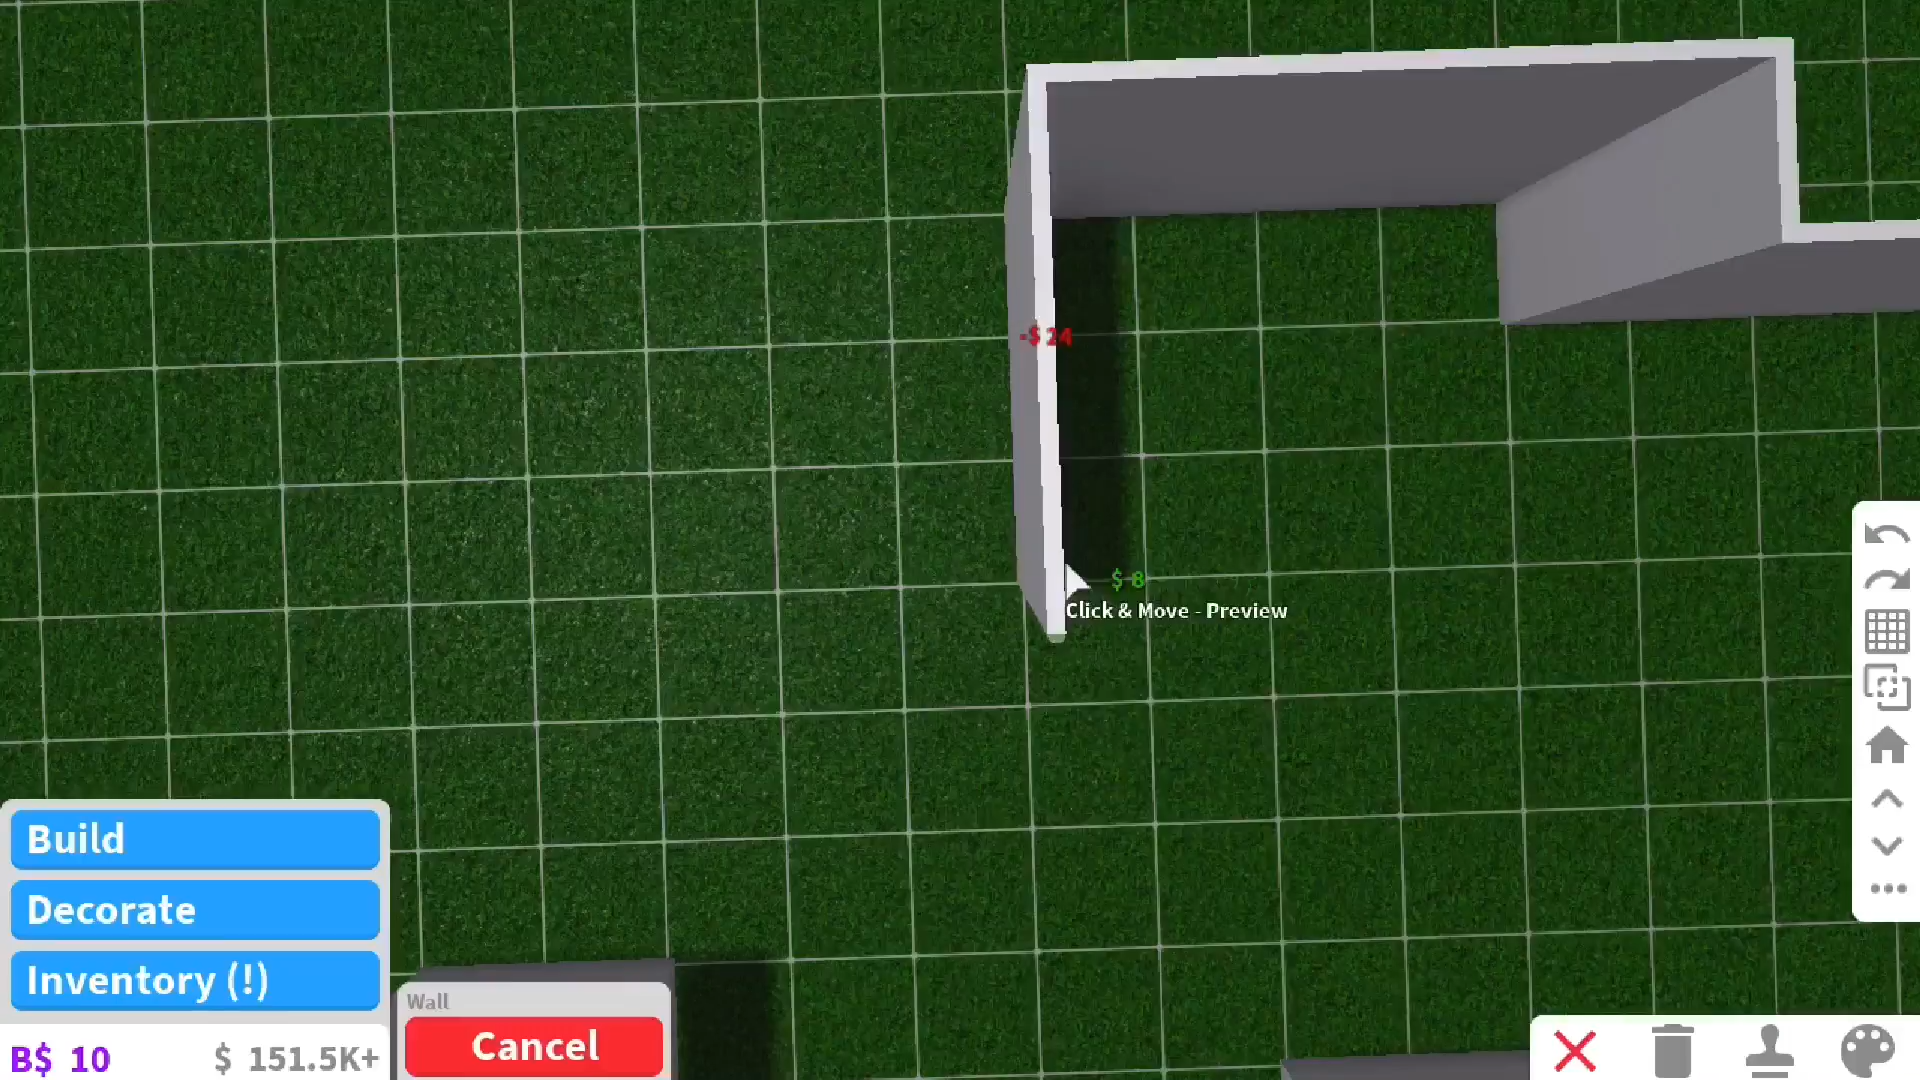 -$ 24
$ 8
Click & Move - Preview
Build
Decorate
Inventory (!)
Wall
Cancel
B$ 10
$ 151.5K+